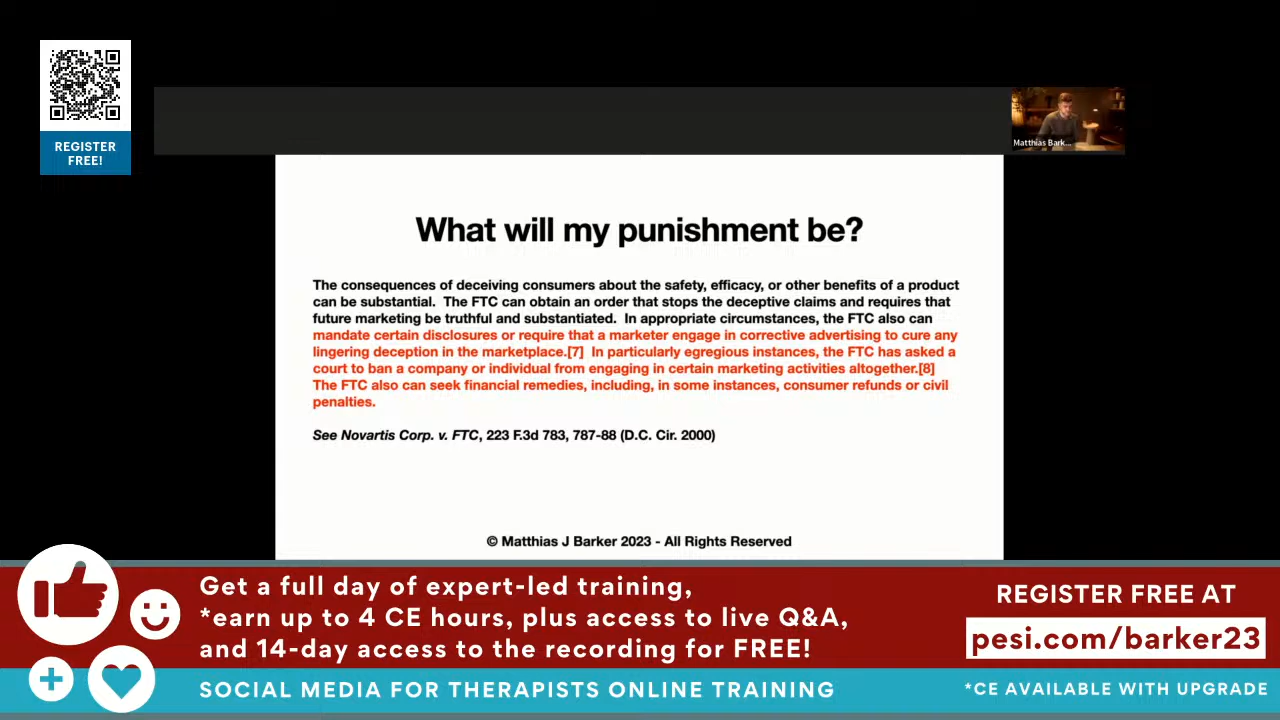 REGISTER
FREE!
Matthias Bark...
What will my punishment be?
The consequences of deceiving consumers about the safety, efficacy, or other benefits of a product
can be substantial.  The FTC can obtain an order that stops the deceptive claims and requires that
future marketing be truthful and substantiated.  In appropriate circumstances, the FTC also can
mandate certain disclosures or require that a marketer engage in corrective advertising to cure any
lingering deception in the marketplace.[7]  In particularly egregious instances, the FTC has asked a
court to ban a company or individual from engaging in certain marketing activities altogether.[8]
The FTC also can seek financial remedies, including, in some instances, consumer refunds or civil
penalties.
See Novartis Corp. v. FTC, 223 F.3d 783, 787-88 (D.C. Cir. 2000)
© Matthias J Barker 2023 - All Rights Reserved
Get a full day of expert-led training,
*earn up to 4 CE hours, plus access to live Q&A,
and 14-day access to the recording for FREE!
SOCIAL MEDIA FOR THERAPISTS ONLINE TRAINING
REGISTER FREE AT
pesi.com/barker23
*CE AVAILABLE WITH UPGRADE